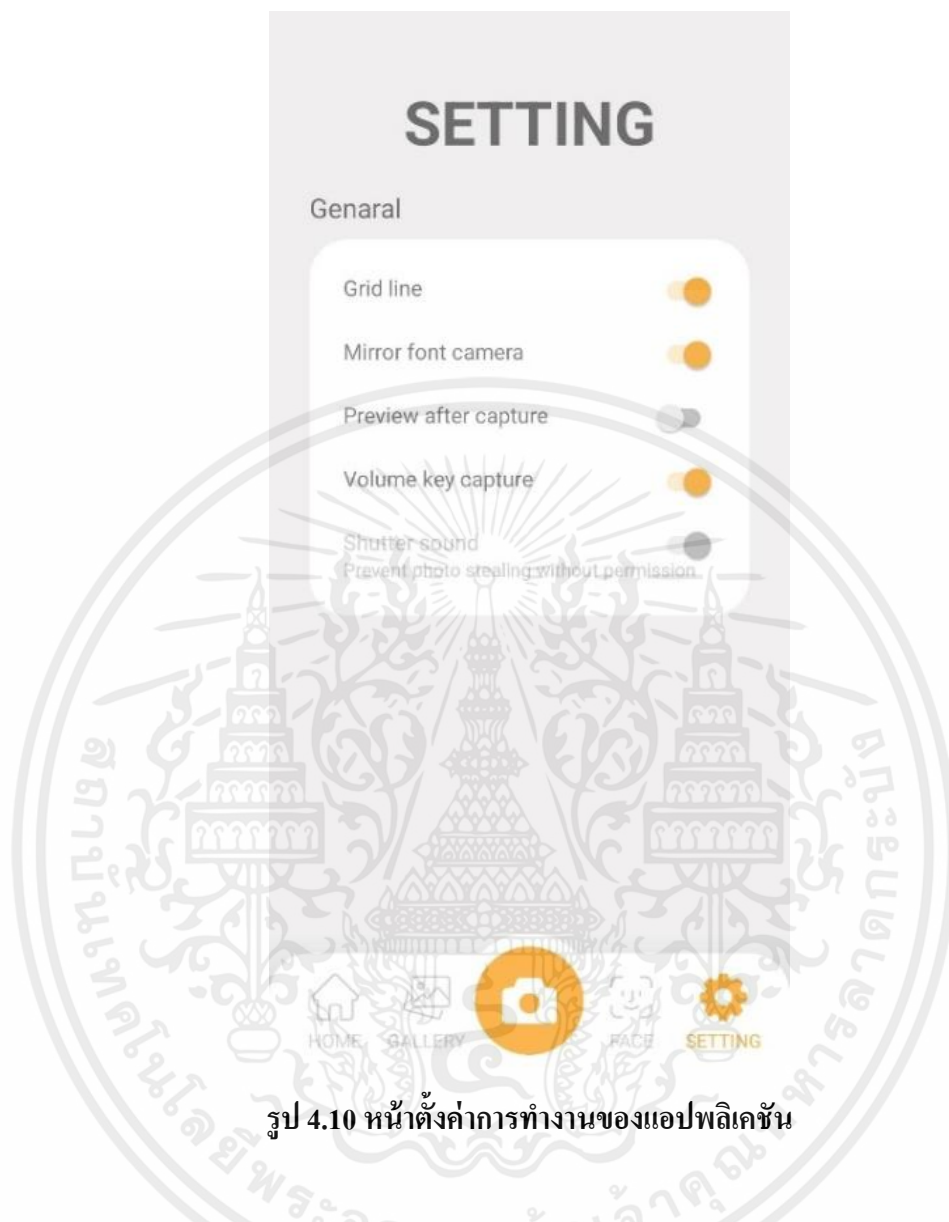 SETTING
Genaral
Grid line
Mirror font camera
Preview after capture
Volume key capture
Shutter sound
Prevent photo stealing without permission
HOME GALLERY FACE SETTING
รูป 4.10 หน้าตั้งค่าการทำงานของแอปพลิเคชัน